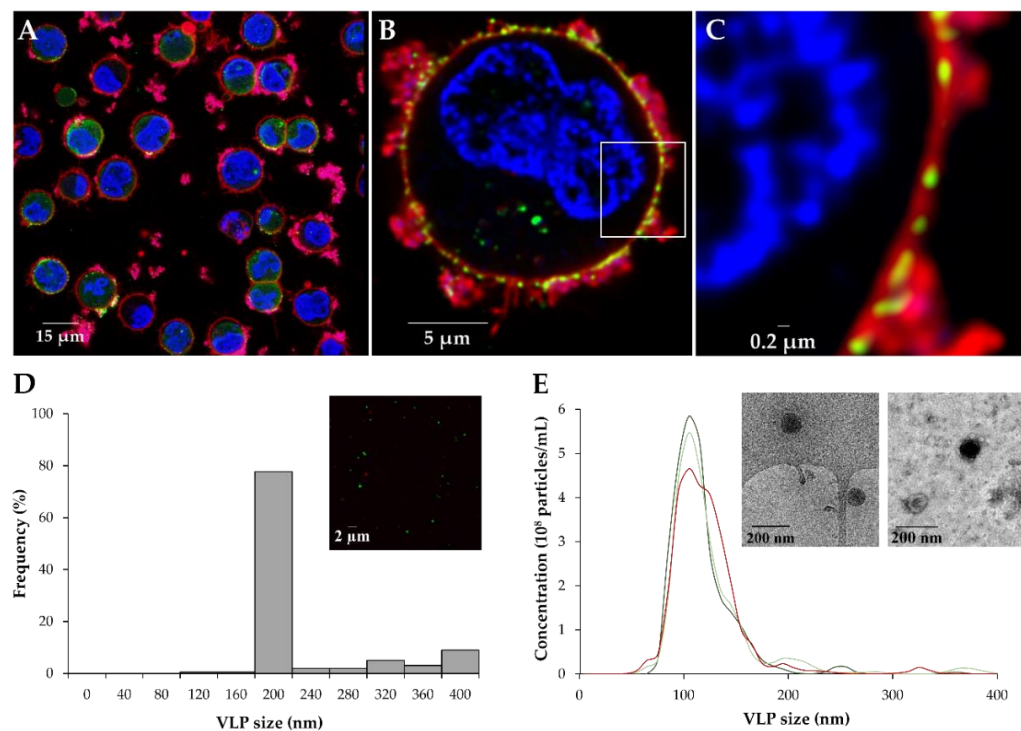 A
B
C
15 µm
5 µm
0.2 µm
D
E
100
80
60
40
20
0
Frequency (%)
2 µm
0 40 80 120 160 200 240 280 320 360 400
VLP size (nm)
6
5
4
3
2
1
0
Concentration (10⁸ particles/mL)
200 nm
200 nm
0 50 100 200 300 400
VLP size (nm)